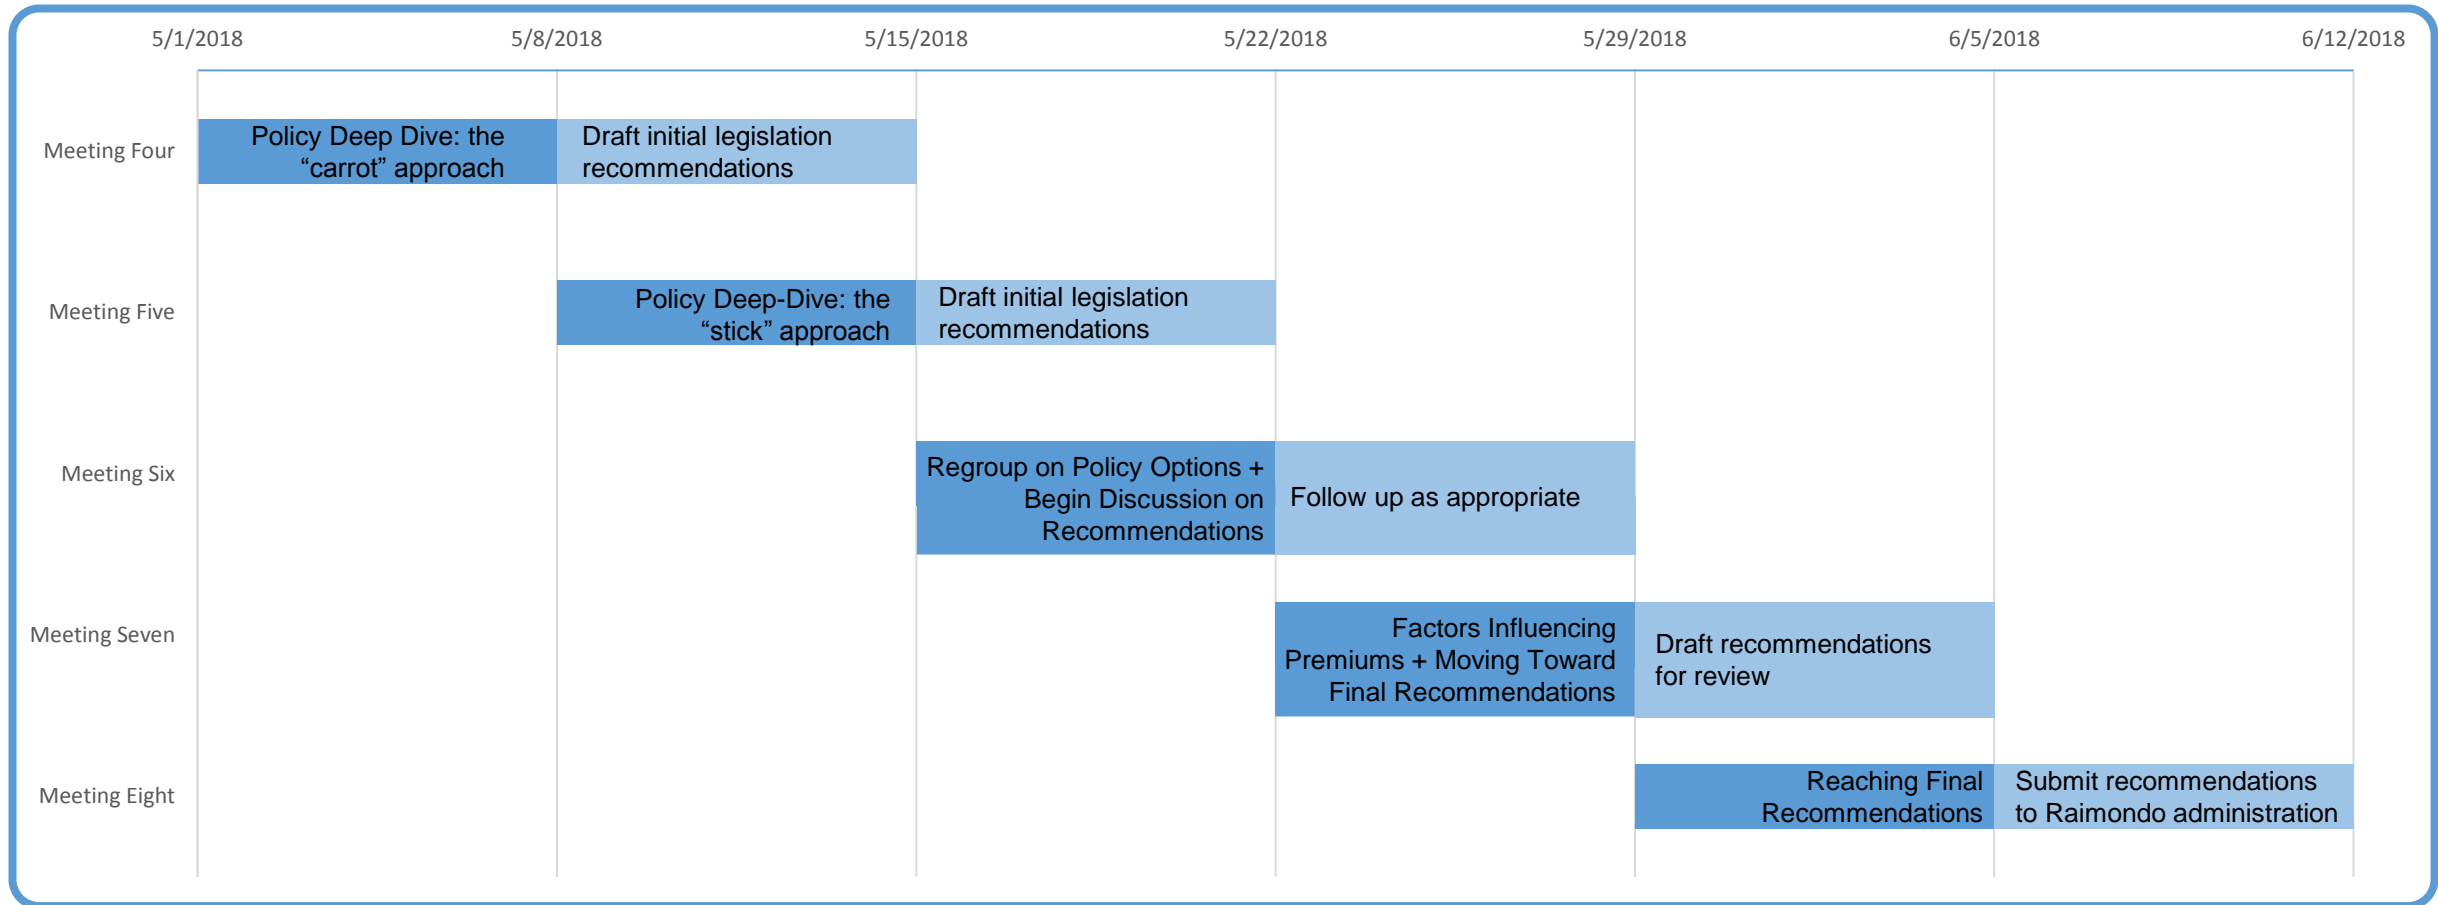 5/1/2018
5/8/2018
5/15/2018
5/22/2018
5/29/2018
6/5/2018
6/12/2018
Meeting Four
Policy Deep Dive: the
“carrot” approach
Draft initial legislation
recommendations
Meeting Five
Policy Deep-Dive: the
“stick” approach
Draft initial legislation
recommendations
Meeting Six
Regroup on Policy Options +
Begin Discussion on
Recommendations
Follow up as appropriate
Meeting Seven
Factors Influencing
Premiums + Moving Toward
Final Recommendations
Draft recommendations
for review
Meeting Eight
Reaching Final
Recommendations
Submit recommendations
to Raimondo administration